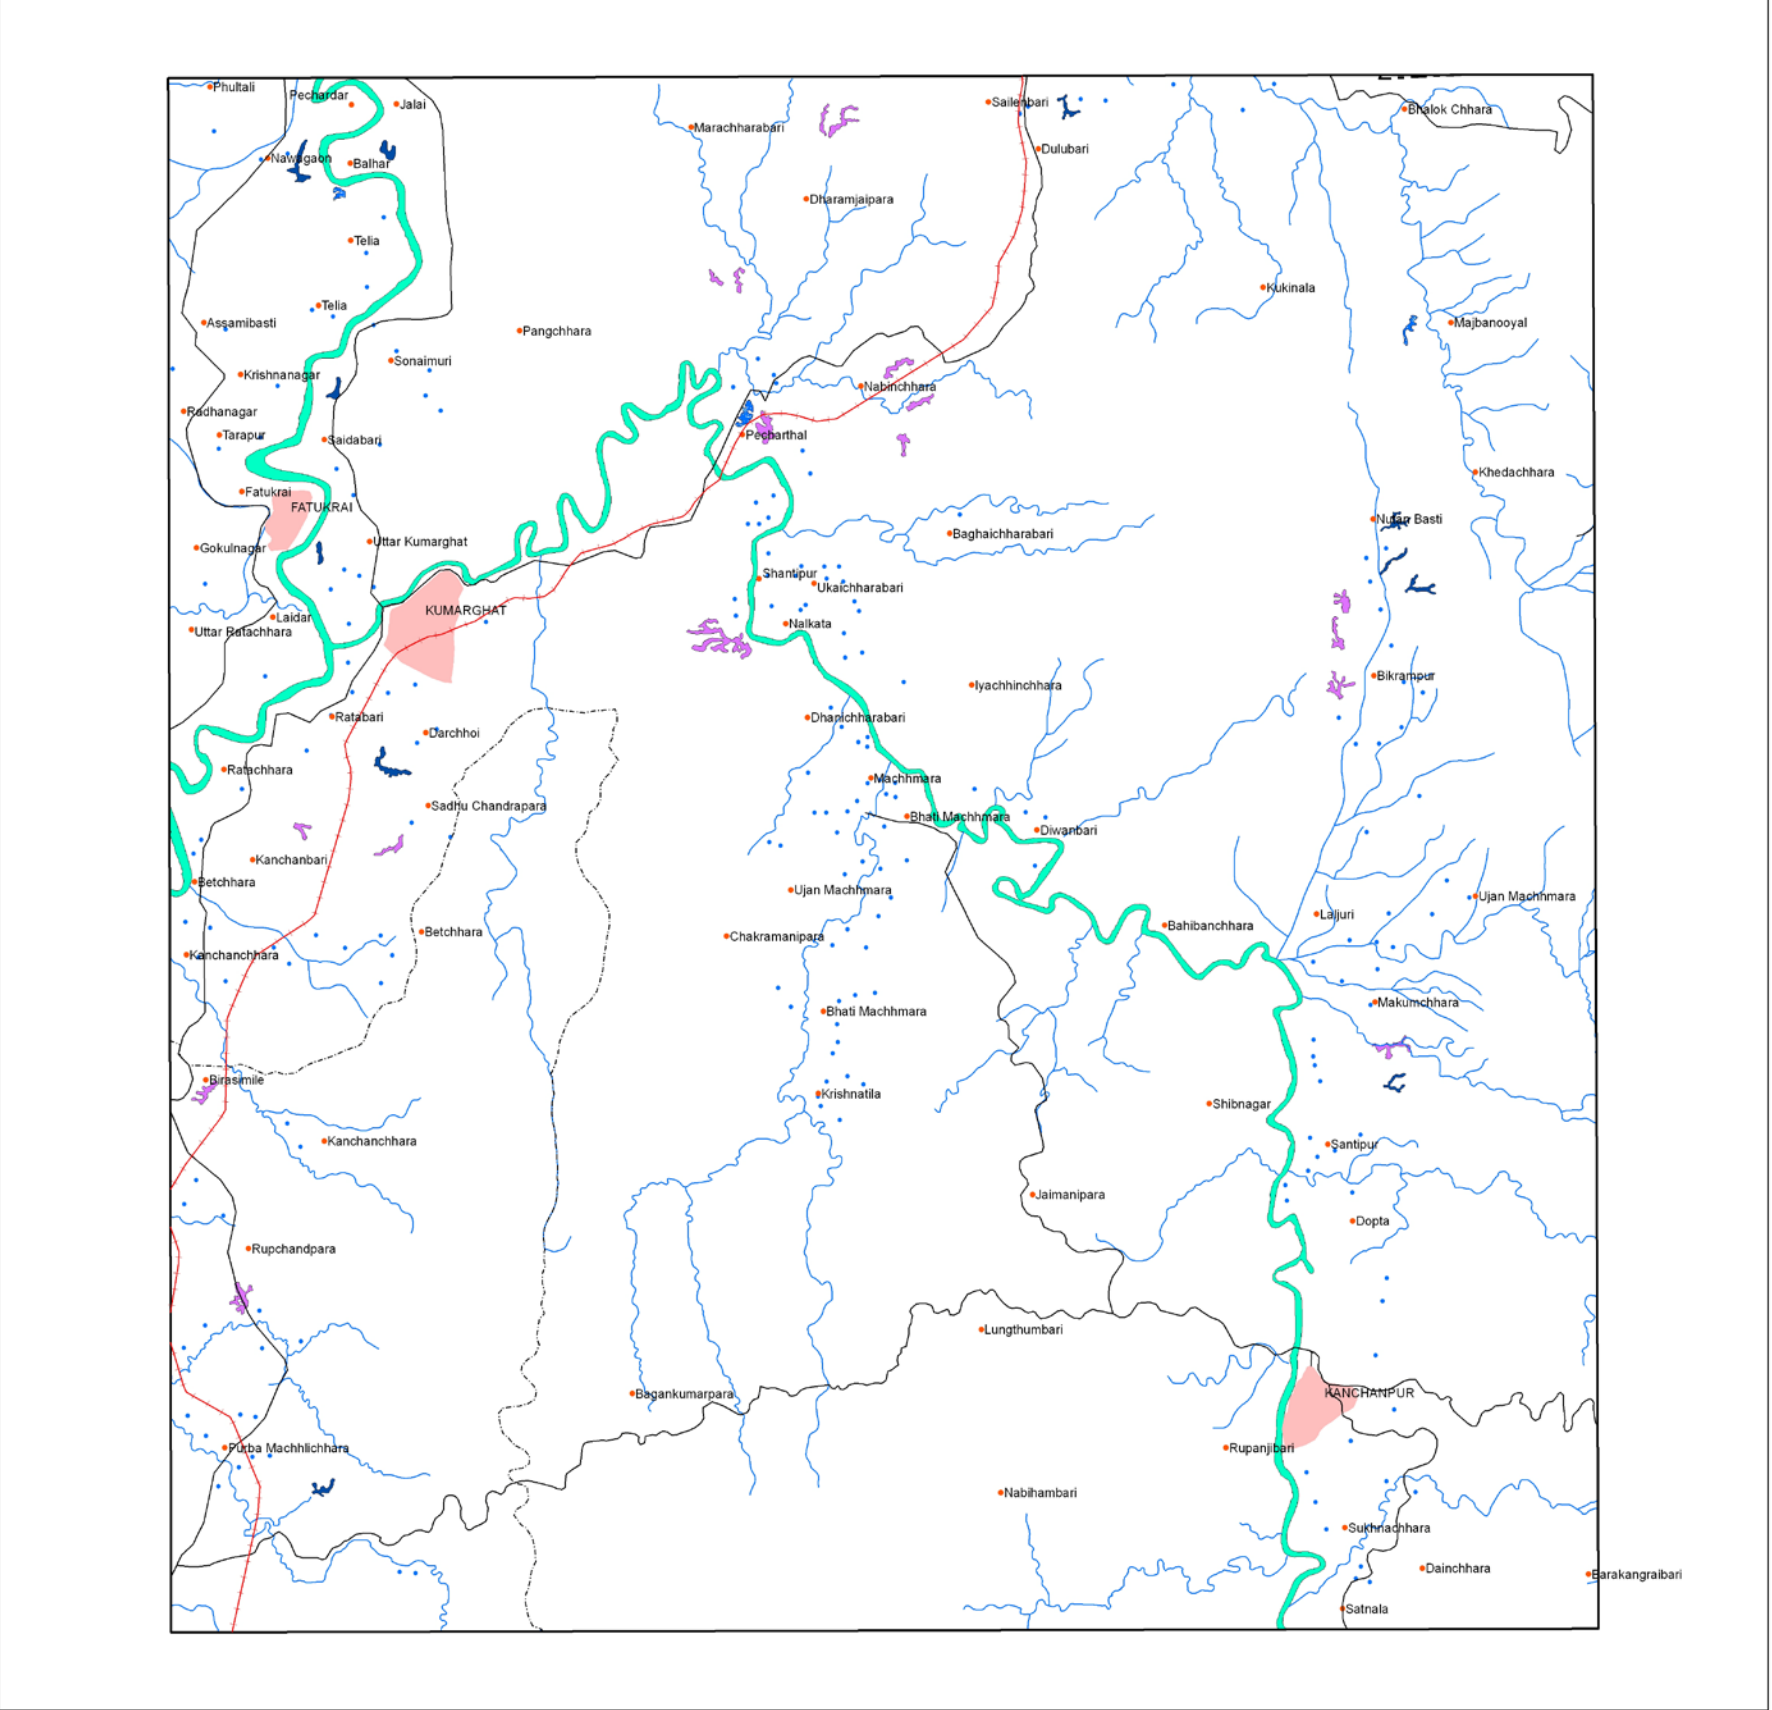 Phultali
Pechardar
Jalai
Sailenbari
Bhalok Chhara
Marachharabari
Dulubari
Nawagaon
Balhar
Dharamjaipara
Telia
Kukinala
Telia
Assamibasti
Majbanooyal
Pangchhara
Sonaimuri
Krishnanagar
Nabinchhara
Radhanagar
Tarapur
Saidabari
Pecharthal
Khedachhara
Fatukrai
FATUKRAI
Nutan Basti
Baghaichharabari
Uttar Kumarghat
Gokulnagar
Shantipur
Ukaichharabari
KUMARGHAT
Laidar
Nalkata
Uttar Ratachhara
Bikrampur
Iyachhinchhara
Ratabari
Dhanichharabari
Darchhoi
Ratachhara
Machhmara
Sadhu Chandrapara
Bhati Machhmara
Diwanbari
Kanchanbari
Betchhara
Ujan Machhmara
Ujan Machhmara
Laljuri
Bahibanchhara
Betchhara
Chakramanipara
Kanchanchhara
Makumchhara
Bhati Machhmara
Birasimile
Krishnatila
Shibnagar
Kanchanchhara
Santipur
Jaimanipara
Dopta
Rupchandpara
Lungthumbari
Bagankumarpara
KANCHANPUR
Purba Machhlichhara
Rupanjibari
Nabihambari
Sukhnachhara
Dainchhara
Barakangraibari
Satnala